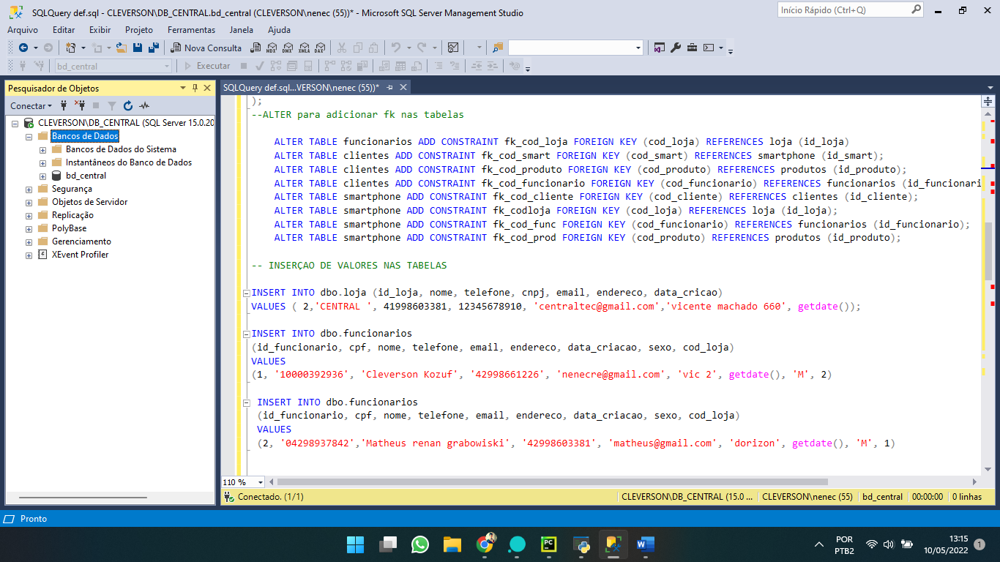 SQLQuery def.sql - CLEVERSON\DB_CENTRAL.bd_central (CLEVERSON\nenec (55))* - Microsoft SQL Server Management Studio
Início Rápido (Ctrl+Q)
Arquivo Editar Exibir Projeto Ferramentas Janela Ajuda
Nova Consulta
MDX DMX XMLA DAX
bd_central
Executar
Pesquisador de Objetos
Conectar
CLEVERSON\DB_CENTRAL (SQL Server 15.0.20
Bancos de Dados
Bancos de Dados do Sistema
Instantâneos do Banco de Dados
bd_central
Segurança
Objetos de Servidor
Replicação
PolyBase
Gerenciamento
XEvent Profiler
SQLQuery def.sql...VERSON\nenec (55))*
);
--ALTER para adicionar fk nas tabelas
ALTER TABLE funcionarios ADD CONSTRAINT fk_cod_loja FOREIGN KEY (cod_loja) REFERENCES loja (id_loja)
ALTER TABLE clientes ADD CONSTRAINT fk_cod_smart FOREIGN KEY (cod_smart) REFERENCES smartphone (id_smart);
ALTER TABLE clientes ADD CONSTRAINT fk_cod_produto FOREIGN KEY (cod_produto) REFERENCES produtos (id_produto);
ALTER TABLE clientes ADD CONSTRAINT fk_cod_funcionario FOREIGN KEY (cod_funcionario) REFERENCES funcionarios (id_funcionari
ALTER TABLE smartphone ADD CONSTRAINT fk_cod_cliente FOREIGN KEY (cod_cliente) REFERENCES clientes (id_cliente);
ALTER TABLE smartphone ADD CONSTRAINT fk_codloja FOREIGN KEY (cod_loja) REFERENCES loja (id_loja);
ALTER TABLE smartphone ADD CONSTRAINT fk_cod_func FOREIGN KEY (cod_funcionario) REFERENCES funcionarios (id_funcionario);
ALTER TABLE smartphone ADD CONSTRAINT fk_cod_prod FOREIGN KEY (cod_produto) REFERENCES produtos (id_produto);
-- INSERÇAO DE VALORES NAS TABELAS
INSERT INTO dbo.loja (id_loja, nome, telefone, cnpj, email, endereco, data_cricao)
VALUES ( 2,'CENTRAL ', 41998603381, 12345678910, 'centraltec@gmail.com','vicente machado 660', getdate());
INSERT INTO dbo.funcionarios
(id_funcionario, cpf, nome, telefone, email, endereco, data_criacao, sexo, cod_loja)
VALUES
(1, '10000392936', 'Cleverson Kozuf', '42998661226', 'nenecre@gmail.com', 'vic 2', getdate(), 'M', 2)
INSERT INTO dbo.funcionarios
(id_funcionario, cpf, nome, telefone, email, endereco, data_criacao, sexo, cod_loja)
VALUES
(2, '04298937842','Matheus renan grabowiski', '42998603381', 'matheus@gmail.com', 'dorizon', getdate(), 'M', 1)
110 %
Conectado. (1/1)
CLEVERSON\DB_CENTRAL (15.0 ... CLEVERSON\nenec (55) bd_central 00:00:00 0 linhas
Pronto
PC
W
POR
PTB2
13:15
10/05/2022
1